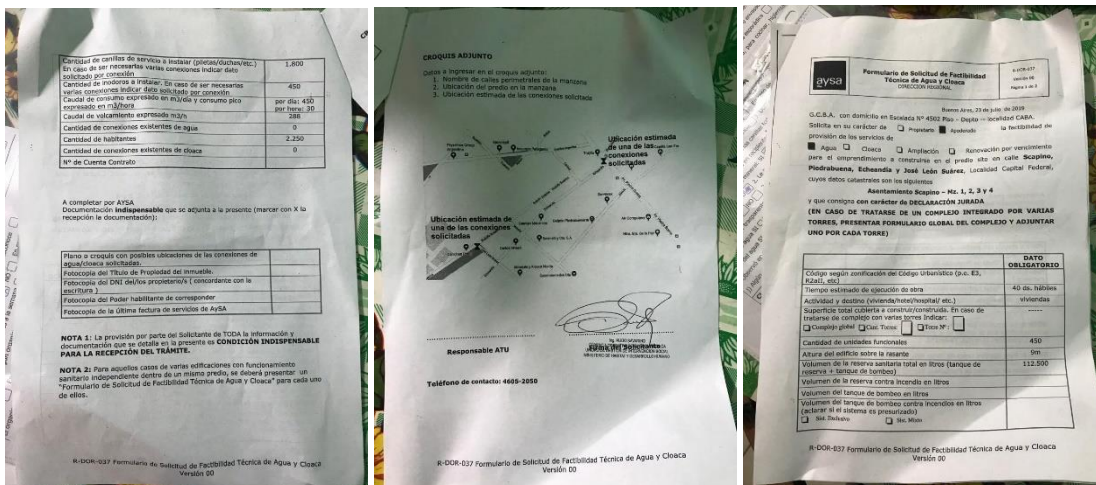 Cantidad de canillas de servicio a instalar (piletas/duchas/etc.)
En caso de ser necesarias varias conexiones indicar dato
solicitado por conexión
1.800
Cantidad de inodoros a instalar. En caso de ser necesarias
varias conexiones indicar dato solicitado por conexión
450
Caudal de consumo expresado en m3/día y consumo pico
expresado en m3/hora
por dia: 450
por hora: 30
Caudal de volcamiento expresado m3/h
288
Cantidad de conexiones existentes de agua
0
Cantidad de habitantes
2.250
Cantidad de conexiones existentes de cloaca
0
Nº de Cuenta Contrato
A completar por AYSA
Documentación indispensable que se adjunta a la presente (marcar con X la
recepción le documentación):
Plano o croquis con posibles ubicaciones de las conexiones de
agua/cloaca solicitadas.
Fotocopia del Título de Propiedad del Inmueble.
Fotocopia del DNI del/los propietario/s ( concordante con la
escritura )
Fotocopia del Poder habilitante de corresponder
Fotocopia de la Última factura de servicios de AySA
NOTA 1: La provisión por parte del Solicitante de TODA la información y
documentación que se detalla en la presente es CONDICIÓN INDISPENSABLE
PARA LA RECEPCIÓN DEL TRÁMITE.
NOTA 2: Para aquellos casos de varias edificaciones con funcionamiento
sanitario independiente dentro de un mismo predio, se deberá presentar un
"Formulario de Solicitud de Factibilidad Técnica de Agua y Cloaca" para cada uno
de ellos.
R-DOR-037 Formulario de Solicitud de Factibilidad Técnica de Agua y Cloaca
Versión 00
CROQUIS ADJUNTO
Datos a ingresar en el croquis adjunto:
1. Nombre de calles perimetrales de la manzana
2. Ubicación del predio en la manzana
3. Ubicación estimada de las conexiones solicitada
Ubicación estimada
de una de las
conexiones
solicitadas
Ubicación estimada de
una de las conexiones
solicitadas
Responsable ATU
Firma del Solicitante
Teléfono de contacto: 4605-2050
R-DOR-037 Formulario de Solicitud de Factibilidad Técnica de Agua y Cloaca
Versión 00
aysa
Formulario de Solicitud de Factibilidad
Técnica de Agua y Cloaca
DIRECCION REGIONAL
R-DOR-037
Versión 00
Buenos Aires, 23 de julio de 2019
G.C.B.A. con domicilio en Escalada Nº 4502 Piso – Depto -- localidad CABA.
Solicita en su carácter de Propietario Apoderado la factibilidad de
provisión de los servicios de
Agua Cloaca Ampliación Renovación por vencimiento
para el emprendimiento a construirse en el predio sito en calle Scapino,
Piedrabuena, Echeandía y José León Suárez, Localidad Capital Federal,
cuyos datos catastrales son los siguientes
Asentamiento Scapino – Mz. 1, 2, 3 y 4
y que consigna con carácter de DECLARACIÓN JURADA
(EN CASO DE TRATARSE DE UN COMPLEJO INTEGRADO POR VARIAS
TORRES, PRESENTAR FORMULARIO GLOBAL DEL COMPLEJO Y ADJUNTAR
UNO POR CADA TORRE)
DATO
OBLIGATORIO
Código según zonificación del Código Urbanístico (p.c. E3,
R2aII, etc)
Tiempo estimado de ejecución de obra
40 ds. hábiles
Actividad y destino (vivienda/hotel/hospital/ etc.)
viviendas
Superficie total cubierta a construir/construida. En caso de
tratarse de complejo con varias torres indicar:
-----
Complejo global Cant. Torres Torre Nº :
Cantidad de unidades funcionales
450
Altura del edificio sobre la rasante
9m
Volumen de la reserva sanitaria total en litros (tanque de
reserva + tanque de bombeo)
112.500
Volumen de la reserva contra incendio en litros
Volumen del tanque de bombeo en litros
Volumen del tanque de bombeo contra incendios en litros
(aclarar si el sistema es presurizado)
Sist. Exclusivo Sist. Mixto
R-DOR-037 Formulario de Solicitud de Factibilidad Técnica de Agua y Cloaca
Versión 00